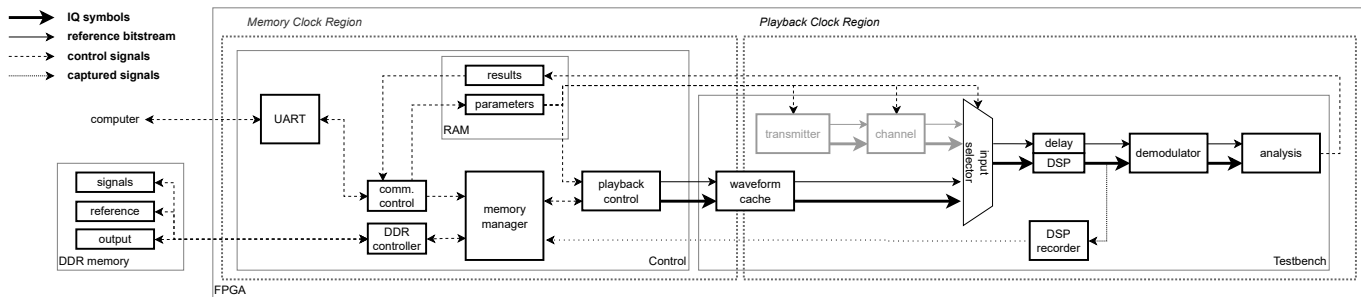 IQ symbols
reference bitstream
control signals
captured signals
Memory Clock Region
Playback Clock Region
results
parameters
RAM
computer
UART
transmitter
channel
input
selector
delay
DSP
demodulator
analysis
signals
reference
output
DDR memory
comm.
control
DDR
controller
memory
manager
playback
control
waveform
cache
DSP
recorder
Control
Testbench
FPGA